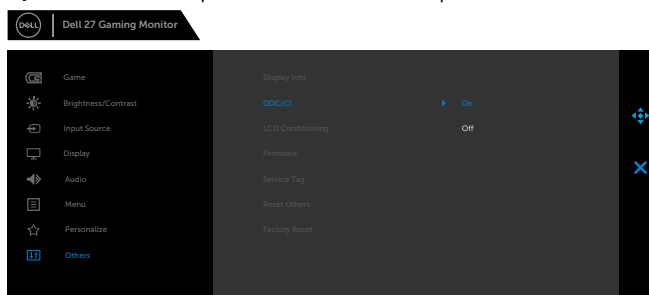 DELL
Dell 27 Gaming Monitor
Game
Display Info
Brightness/Contrast
DDC/CI
On
Input Source
LCD Conditioning
Off
Display
Firmware
Audio
Service Tag
Menu
Reset Others
Personalize
Factory Reset
Others